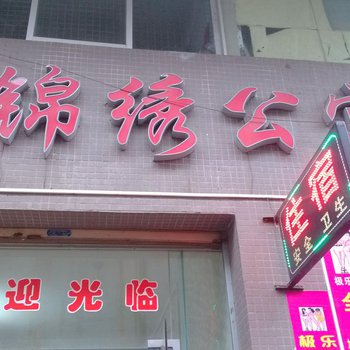 锦绣公
迎光临
住宿
安全卫生
极乐